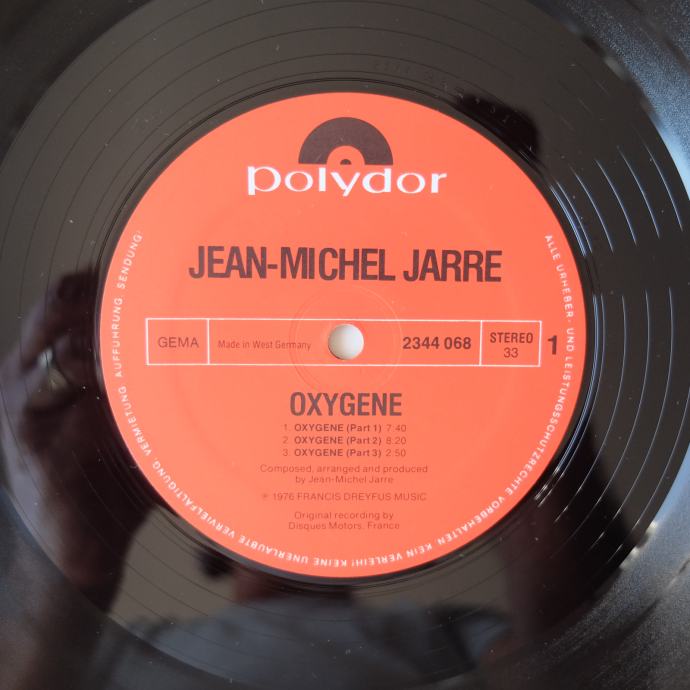 polydor
JEAN-MICHEL JARRE
GEMA
Made in West Germany
2344 068
STEREO
33
1
OXYGENE
1. OXYGENE (Part 1) 7:40
2. OXYGENE (Part 2) 8:20
3. OXYGENE (Part 3) 2:50
Composed, arranged and produced
by Jean-Michel Jarre
℗ 1976 FRANCIS DREYFUS MUSIC
Original recording by
Disques Motors, France
ALLE URHEBER- UND LEISTUNGSSCHUTZRECHTE VORBEHALTEN. KEIN VERLEIH! KEINE UNERLAUBTE VERVIELFÄLTIGUNG, VERMIETUNG, AUFFÜHRUNG, SENDUNG!